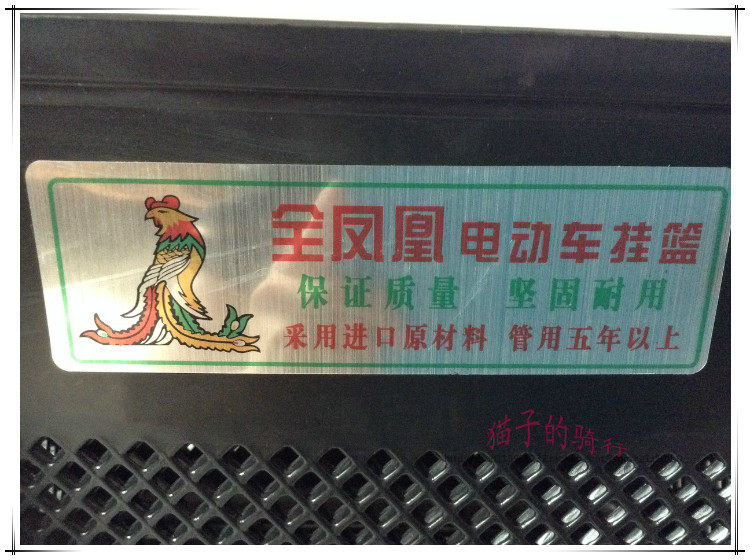 全凤凰电动车挂篮
保证质量 坚固耐用
采用进口原材料 管用五年以上
猫子的骑行